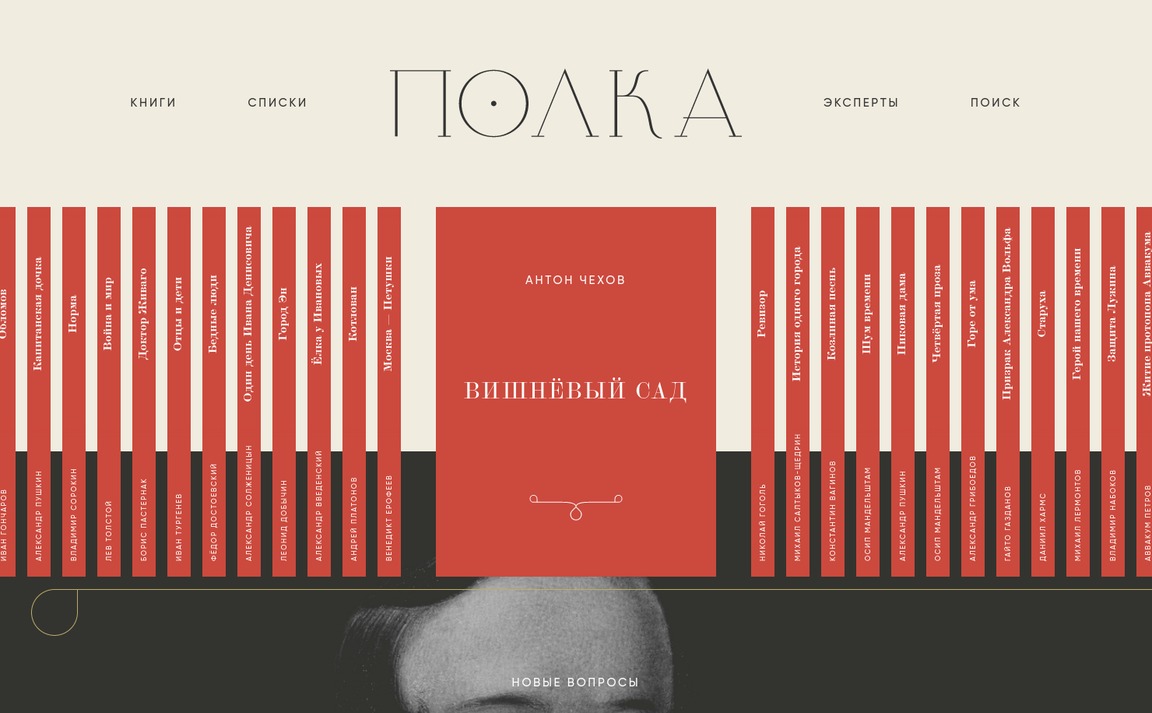 КНИГИ
СПИСКИ
ПОЛКА
ЭКСПЕРТЫ
ПОИСК
Обломов
ИВАН ГОНЧАРОВ
Капитанская дочка
АЛЕКСАНДР ПУШКИН
Норма
ВЛАДИМИР СОРОКИН
Война и мир
ЛЕВ ТОЛСТОЙ
Доктор Живаго
БОРИС ПАСТЕРНАК
Отцы и дети
ИВАН ТУРГЕНЕВ
Бедные люди
ФЁДОР ДОСТОЕВСКИЙ
Один день Ивана Денисовича
АЛЕКСАНДР СОЛЖЕНИЦЫН
Город Эн
ЛЕОНИД ДОБЫЧИН
Ёлка у Ивановых
АЛЕКСАНДР ВВЕДЕНСКИЙ
Котлован
АНДРЕЙ ПЛАТОНОВ
Москва — Петушки
ВЕНЕДИКТ ЕРОФЕЕВ
АНТОН ЧЕХОВ
ВИШНЁВЫЙ САД
Ревизор
НИКОЛАЙ ГОГОЛЬ
История одного города
МИХАИЛ САЛТЫКОВ-ЩЕДРИН
Козлиная песнь
КОНСТАНТИН ВАГИНОВ
Шум времени
ОСИП МАНДЕЛЬШТАМ
Пиковая дама
АЛЕКСАНДР ПУШКИН
Четвёртая проза
ОСИП МАНДЕЛЬШТАМ
Горе от ума
АЛЕКСАНДР ГРИБОЕДОВ
Призрак Александра Вольфа
ГАЙТО ГАЗДАНОВ
Старуха
ДАНИИЛ ХАРМС
Герой нашего времени
МИХАИЛ ЛЕРМОНТОВ
Защита Лужина
ВЛАДИМИР НАБОКОВ
Житие протопопа Аввакума
АВВАКУМ ПЕТРОВ
НОВЫЕ ВОПРОСЫ